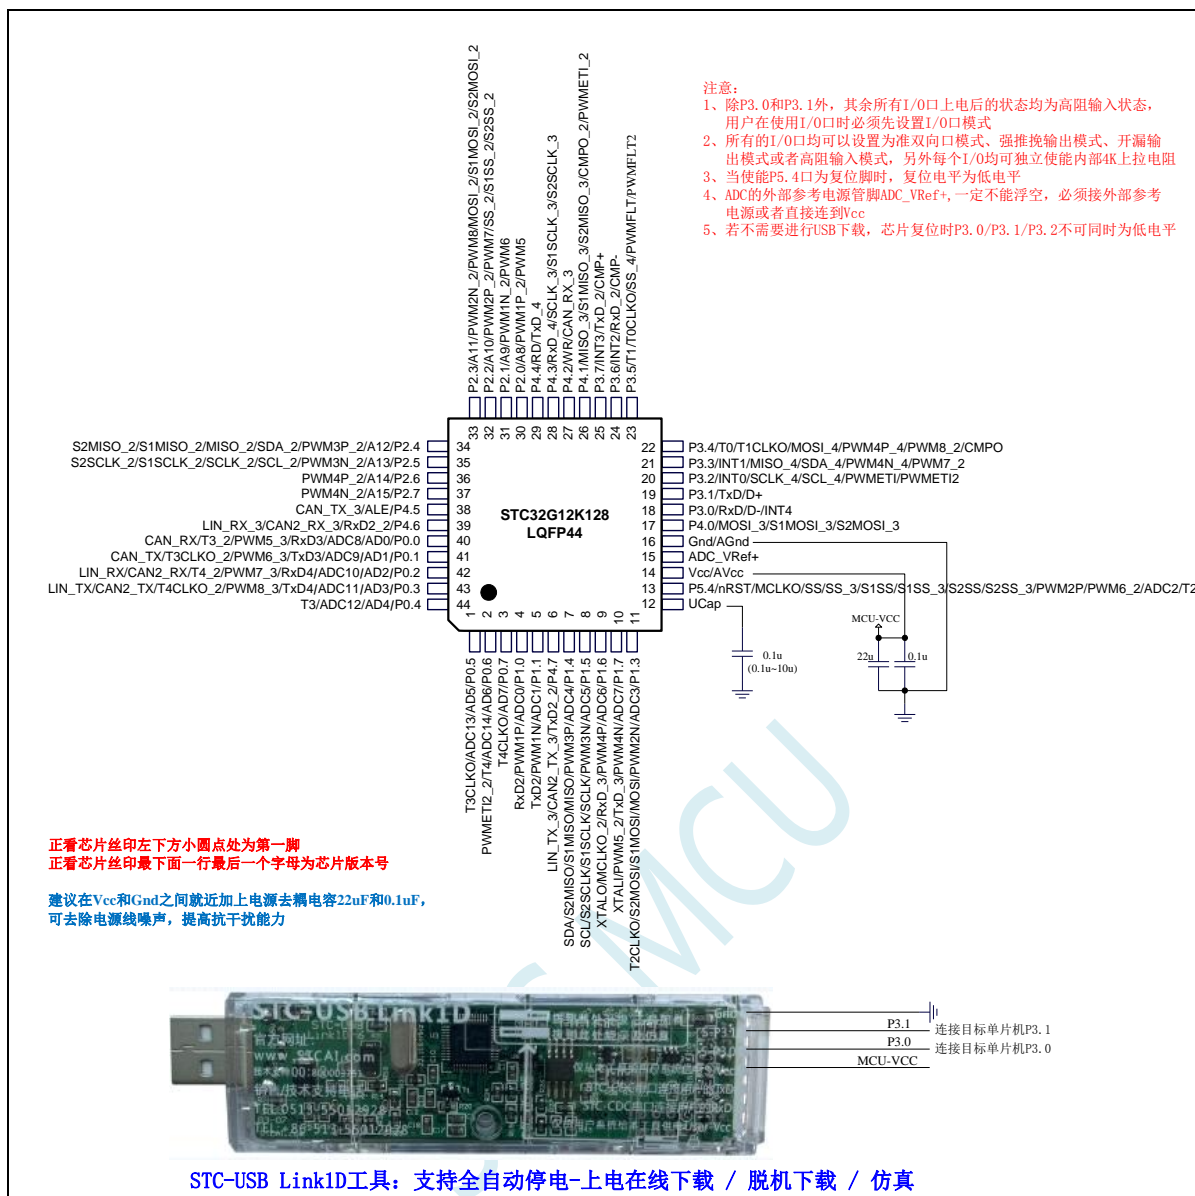 注意:
1、除P3.0和P3.1外，其余所有I/O口上电后的状态均为高阻输入状态，
用户在使用I/O口时必须先设置I/O口模式
2、所有的I/O口均可以设置为准双向口模式、强推挽输出模式、开漏输
出模式或者高阻输入模式，另外每个I/O均可独立使能内部4K上拉电阻
3、当使能P5.4口为复位脚时，复位电平为低电平
4、ADC的外部参考电源管脚ADC_VRef+,一定不能浮空，必须接外部参考
电源或者直接连到Vcc
5、若不需要进行USB下载，芯片复位时P3.0/P3.1/P3.2不可同时为低电平
P2.3/A11/PWM2N_2/PWM8/MOSI_2/S1MOSI_2/S2MOSI_2
P2.2/A10/PWM2P_2/PWM7/SS_2/S1SS_2/S2SS_2
P2.1/A9/PWM1N_2/PWM6
P2.0/A8/PWM1P_2/PWM5
P4.4/RD/TxD_4
P4.3/RxD_4/SCLK_3/S1SCLK_3/S2SCLK_3
P4.2/WR/CAN_RX_3
P4.1/MISO_3/S1MISO_3/S2MISO_3/CMPO_2/PWMETI_2
P3.7/INT3/TxD_2/CMP+
P3.6/INT2/RxD_2/CMP-
P3.5/T1/T0CLKO/SS_4/PWMFLT/PWMFLT2
33 32 31 30 29 28 27 26 25 24 23
S2MISO_2/S1MISO_2/MISO_2/SDA_2/PWM3P_2/A12/P2.4 34
S2SCLK_2/S1SCLK_2/SCLK_2/SCL_2/PWM3N_2/A13/P2.5 35
PWM4P_2/A14/P2.6 36
PWM4N_2/A15/P2.7 37
CAN_TX_3/ALE/P4.5 38
LIN_RX_3/CAN2_RX_3/RxD2_2/P4.6 39
CAN_RX/T3_2/PWM5_3/RxD3/ADC8/AD0/P0.0 40
CAN_TX/T3CLKO_2/PWM6_3/TxD3/ADC9/AD1/P0.1 41
LIN_RX/CAN2_RX/T4_2/PWM7_3/RxD4/ADC10/AD2/P0.2 42
LIN_TX/CAN2_TX/T4CLKO_2/PWM8_3/TxD4/ADC11/AD3/P0.3 43
T3/ADC12/AD4/P0.4 44
STC32G12K128
LQFP44
22 P3.4/T0/T1CLKO/MOSI_4/PWM4P_4/PWM8_2/CMPO
21 P3.3/INT1/MISO_4/SDA_4/PWM4N_4/PWM7_2
20 P3.2/INT0/SCLK_4/SCL_4/PWMETI/PWMETI2
19 P3.1/TxD/D+
18 P3.0/RxD/D-/INT4
17 P4.0/MOSI_3/S1MOSI_3/S2MOSI_3
16 Gnd/AGnd
15 ADC_VRef+
14 Vcc/AVcc
13 P5.4/nRST/MCLKO/SS/SS_3/S1SS/S1SS_3/S2SS/S2SS_3/PWM2P/PWM6_2/ADC2/T2
12 UCap
1 2 3 4 5 6 7 8 9 10 11
T3CLKO/ADC13/AD5/P0.5
PWMETI2_2/T4/ADC14/AD6/P0.6
T4CLKO/AD7/P0.7
RxD2/PWM1P/ADC0/P1.0
TxD2/PWM1N/ADC1/P1.1
LIN_TX_3/CAN2_TX_3/TxD2_2/P4.7
SDA/S2MISO/S1MISO/MISO/PWM3P/ADC4/P1.4
SCL/S2SCLK/S1SCLK/SCLK/PWM3N/ADC5/P1.5
XTALO/MCLKO_2/RxD_3/PWM4P/ADC6/P1.6
XTALI/PWM5_2/TxD_3/PWM4N/ADC7/P1.7
T2CLKO/S2MOSI/S1MOSI/MOSI/PWM2N/ADC3/P1.3
MCU-VCC
0.1u
(0.1u~10u)
22u
0.1u
MCU
正看芯片丝印左下方小圆点处为第一脚
正看芯片丝印最下面一行最后一个字母为芯片版本号
建议在Vcc和Gnd之间就近加上电源去耦电容22uF和0.1uF，
可去除电源线噪声，提高抗干扰能力
STC-USB Link1D
官方网址:
www.STCAI.com
TEL:0513-55012928
P3.1 连接目标单片机P3.1
P3.0 连接目标单片机P3.0
MCU-VCC
STC-USB Link1D工具：支持全自动停电-上电在线下载 / 脱机下载 / 仿真